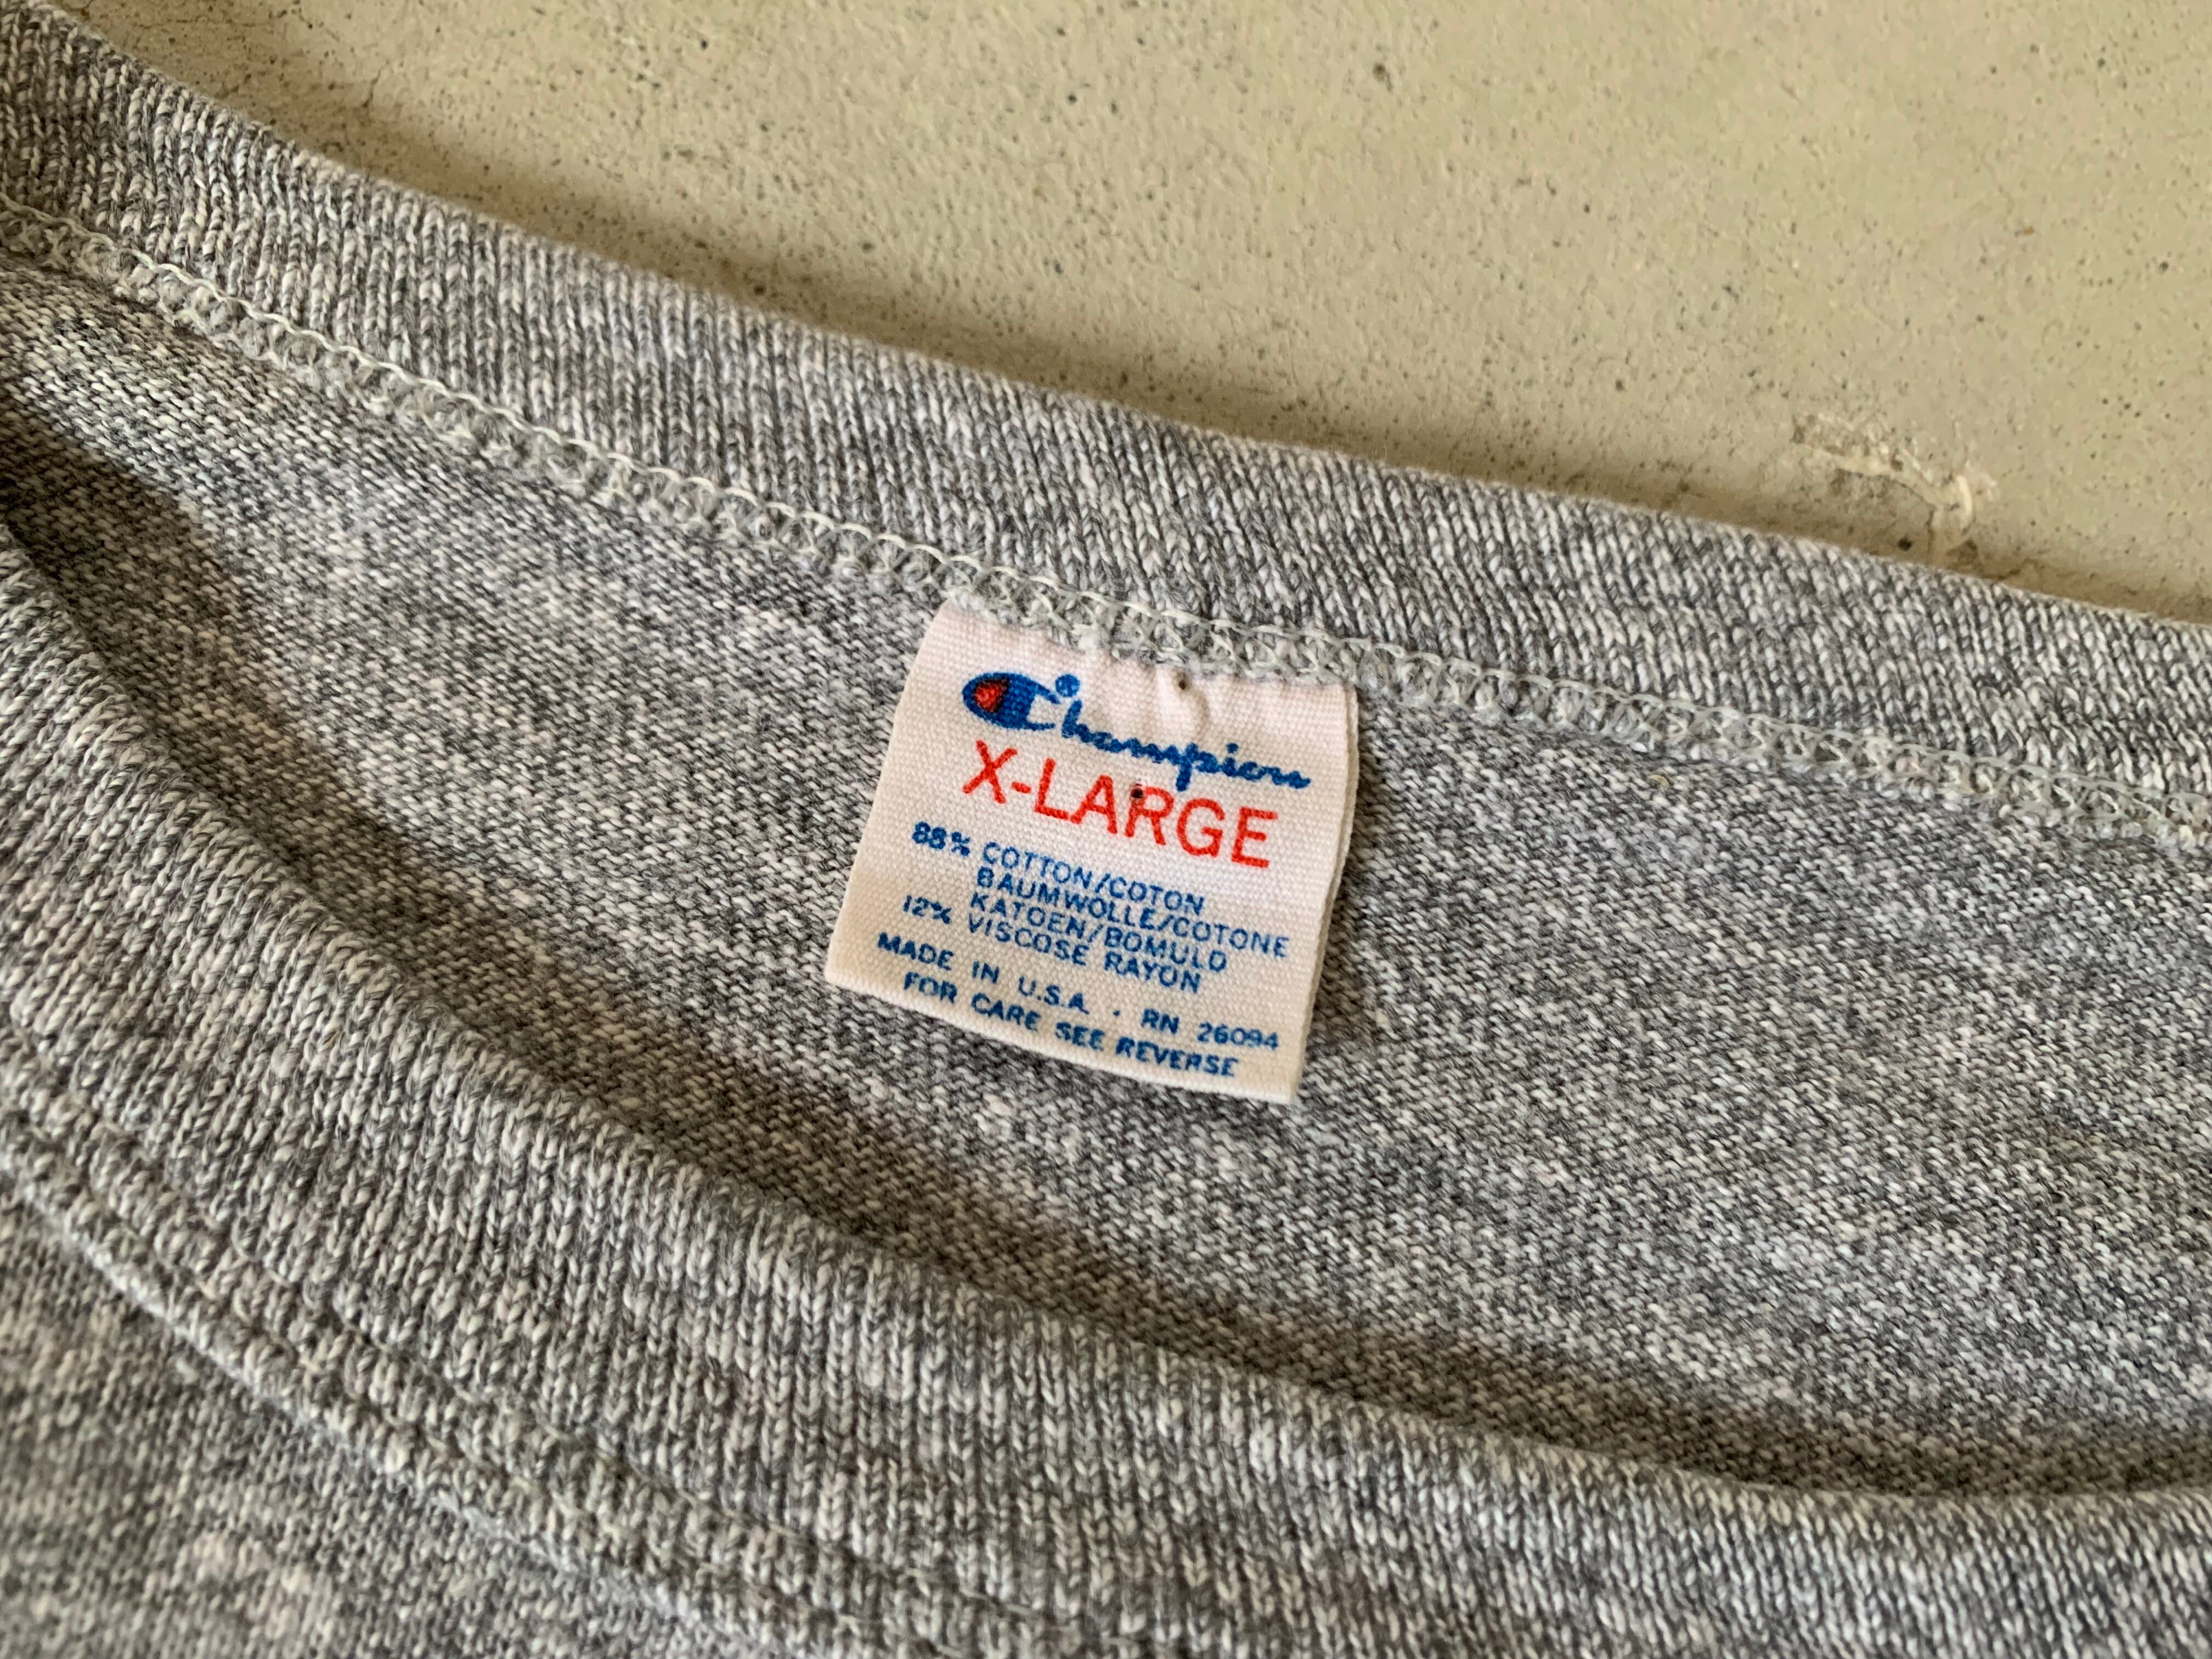 Champion
X-LARGE
88% COTTON/COTON
BAUMWOLLE/COTONE
KATOEN/BOMULD
12% VISCOSE RAYON
MADE IN U.S.A. . RN 26094
FOR CARE SEE REVERSE